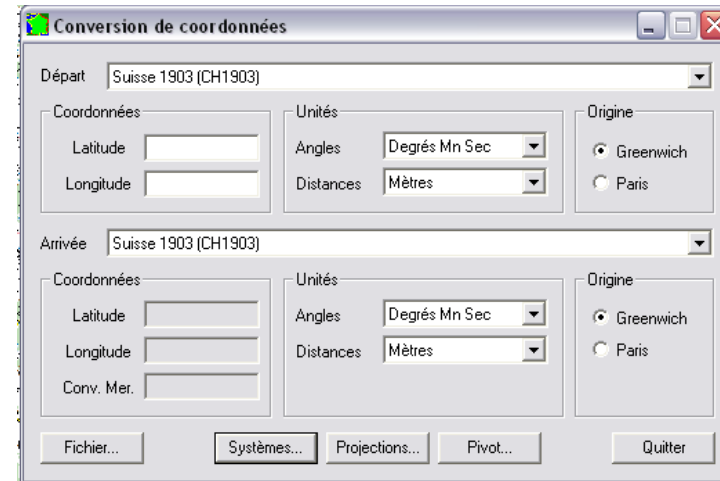 Conversion de coordonnées
Départ Suisse 1903 (CH1903)
Coordonnées Unités Origine
Latitude Angles Degrés Mn Sec Greenwich
Longitude Distances Mètres Paris
Arrivée Suisse 1903 (CH1903)
Coordonnées Unités Origine
Latitude Angles Degrés Mn Sec Greenwich
Longitude Distances Mètres Paris
Conv. Mer.
Fichier... Systèmes... Projections... Pivot... Quitter